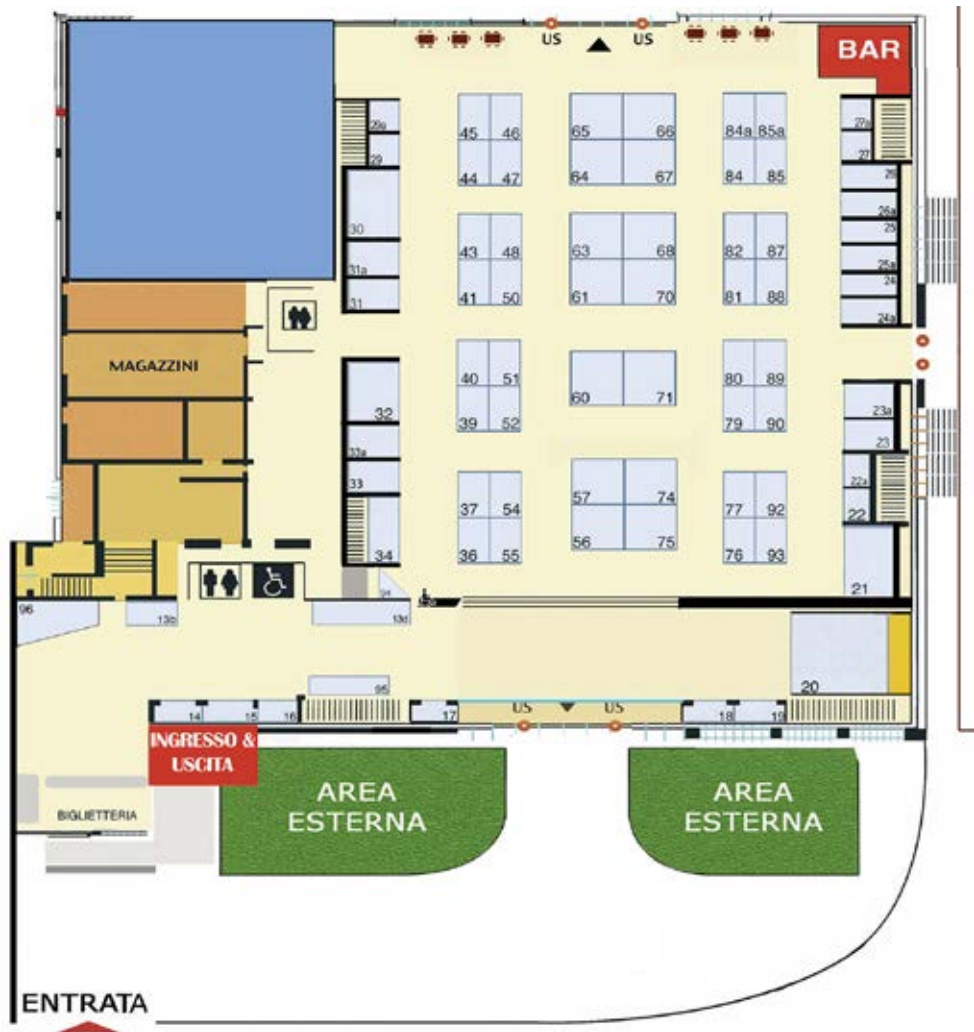 US US
BAR
29a
45 46 65 66 84a 85a 27a
29 27
44 47 64 67 84 85
26
30 26a
43 48 63 68 82 87 25
31a 25a
31 41 50 61 70 81 88 24
24a
MAGAZZINI
40 51 80 89
32 60 71 23a
39 52 79 90
33a 23
33 22a
57 74
37 54 77 92 22
34 36 55 56 75 76 93
21
96 13b 13d
95 20
14 15 16 17 US US 18 19
INGRESSO &
USCITA
AREA
ESTERNA
AREA
ESTERNA
BIGLIETTERIA
ENTRATA